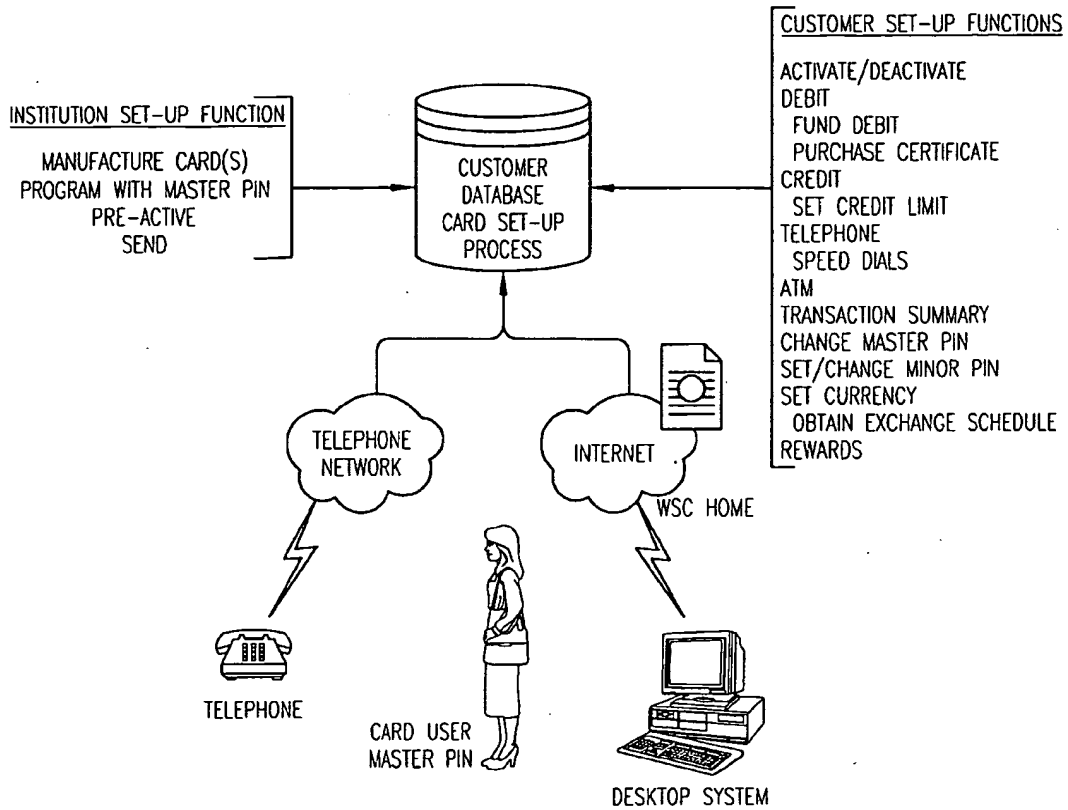 INSTITUTION SET-UP FUNCTION
MANUFACTURE CARD(S)
PROGRAM WITH MASTER PIN
PRE-ACTIVE
SEND
CUSTOMER
DATABASE
CARD SET-UP
PROCESS
CUSTOMER SET-UP FUNCTIONS
ACTIVATE/DEACTIVATE
DEBIT
FUND DEBIT
PURCHASE CERTIFICATE
CREDIT
SET CREDIT LIMIT
TELEPHONE
SPEED DIALS
ATM
TRANSACTION SUMMARY
CHANGE MASTER PIN
SET/CHANGE MINOR PIN
SET CURRENCY
OBTAIN EXCHANGE SCHEDULE
REWARDS
TELEPHONE
NETWORK
INTERNET
WSC HOME
TELEPHONE
CARD USER
MASTER PIN
DESKTOP SYSTEM